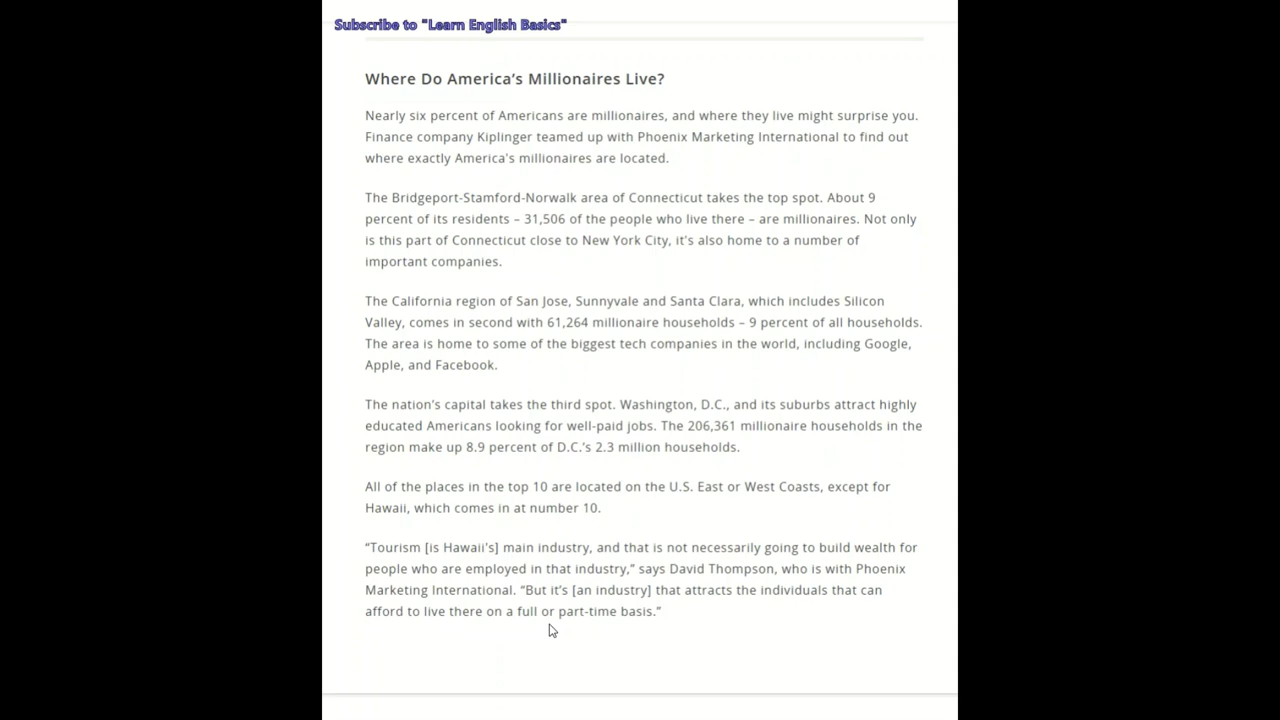 Subscribe to "Learn English Basics"
Where Do America’s Millionaires Live?
Nearly six percent of Americans are millionaires, and where they live might surprise you.
Finance company Kiplinger teamed up with Phoenix Marketing International to find out
where exactly America's millionaires are located.
The Bridgeport-Stamford-Norwalk area of Connecticut takes the top spot. About 9
percent of its residents – 31,506 of the people who live there – are millionaires. Not only
is this part of Connecticut close to New York City, it's also home to a number of
important companies.
The California region of San Jose, Sunnyvale and Santa Clara, which includes Silicon
Valley, comes in second with 61,264 millionaire households – 9 percent of all households.
The area is home to some of the biggest tech companies in the world, including Google,
Apple, and Facebook.
The nation’s capital takes the third spot. Washington, D.C., and its suburbs attract highly
educated Americans looking for well-paid jobs. The 206,361 millionaire households in the
region make up 8.9 percent of D.C.’s 2.3 million households.
All of the places in the top 10 are located on the U.S. East or West Coasts, except for
Hawaii, which comes in at number 10.
“Tourism [is Hawaii’s] main industry, and that is not necessarily going to build wealth for
people who are employed in that industry,” says David Thompson, who is with Phoenix
Marketing International. “But it’s [an industry] that attracts the individuals that can
afford to live there on a full or part-time basis.”